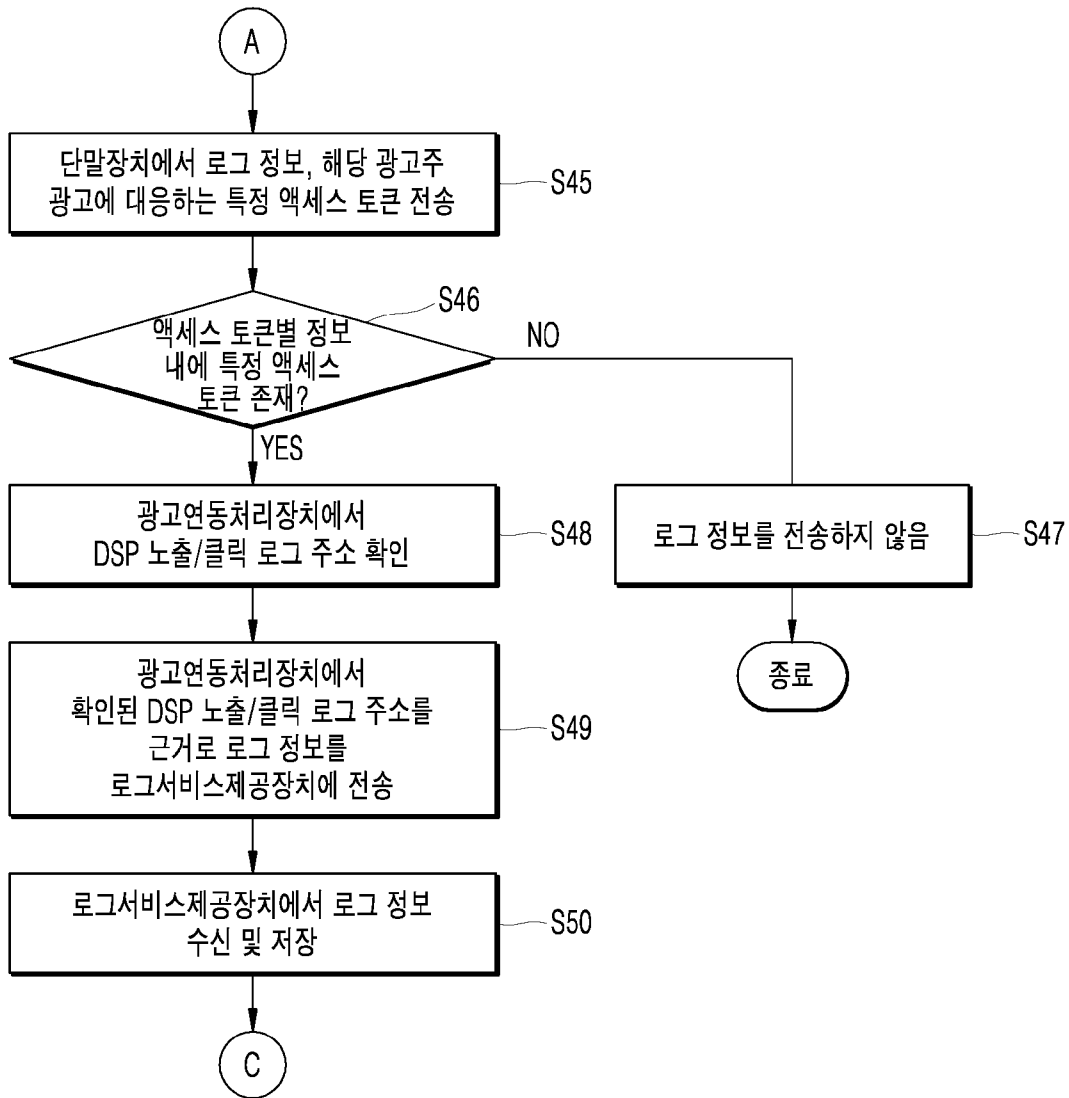 A
단말장치에서 로그 정보, 해당 광고주
광고에 대응하는 특정 액세스 토큰 전송
S45
S46
액세스 토큰별 정보
내에 특정 액세스
토큰 존재?
NO
YES
광고연동처리장치에서
DSP 노출/클릭 로그 주소 확인
S48
로그 정보를 전송하지 않음
S47
광고연동처리장치에서
확인된 DSP 노출/클릭 로그 주소를
근거로 로그 정보를
로그서비스제공장치에 전송
S49
종료
로그서비스제공장치에서 로그 정보
수신 및 저장
S50
C